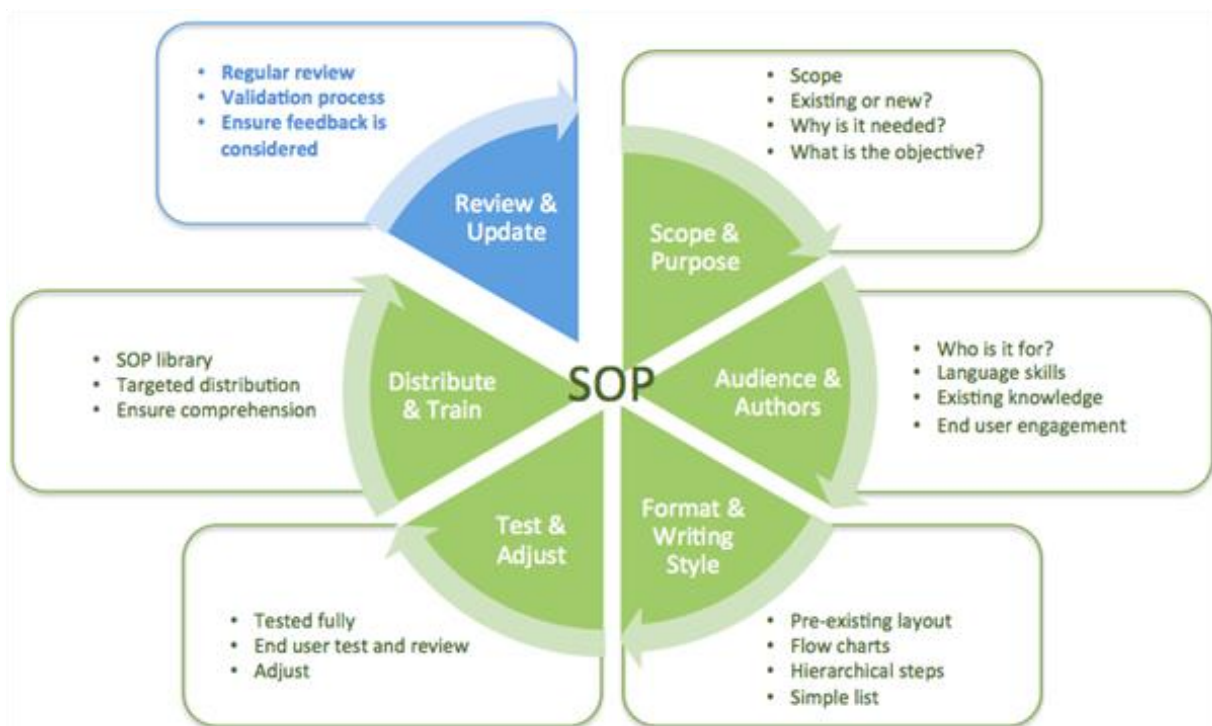 • Regular review
• Validation process
• Ensure feedback is
considered
Review &
Update
• Scope
• Existing or new?
• Why is it needed?
• What is the objective?
Scope &
Purpose
• SOP library
• Targeted distribution
• Ensure comprehension
Distribute
& Train
SOP
Audience &
Authors
• Who is it for?
• Language skills
• Existing knowledge
• End user engagement
Test &
Adjust
Format &
Writing
Style
• Tested fully
• End user test and review
• Adjust
• Pre-existing layout
• Flow charts
• Hierarchical steps
• Simple list